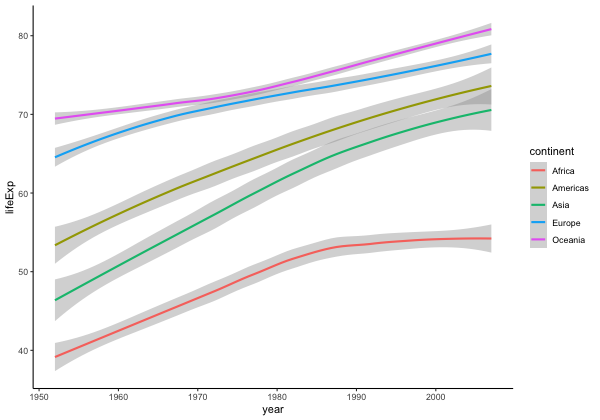 lifeExp
80
70
60
50
40
1950
1960
1970
1980
1990
2000
year
continent
Africa
Americas
Asia
Europe
Oceania